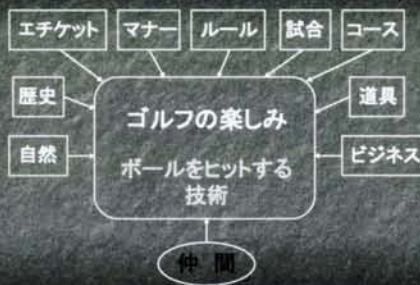 エチケット
マナー
ルール
試合
コース
歴史
道具
ゴルフの楽しみ
自然
ビジネス
ボールをヒットする
技術
仲間